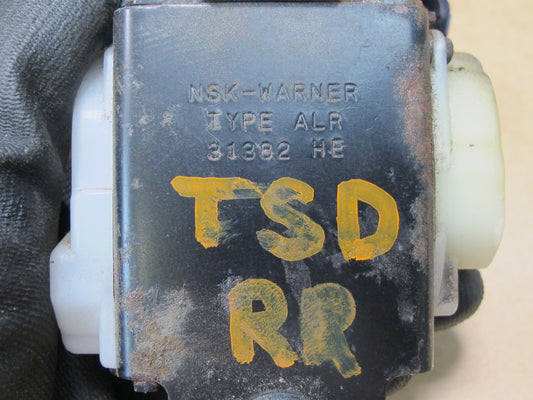 NSK-WARNER
TYPE ALR
31382 HE
TSD
RR